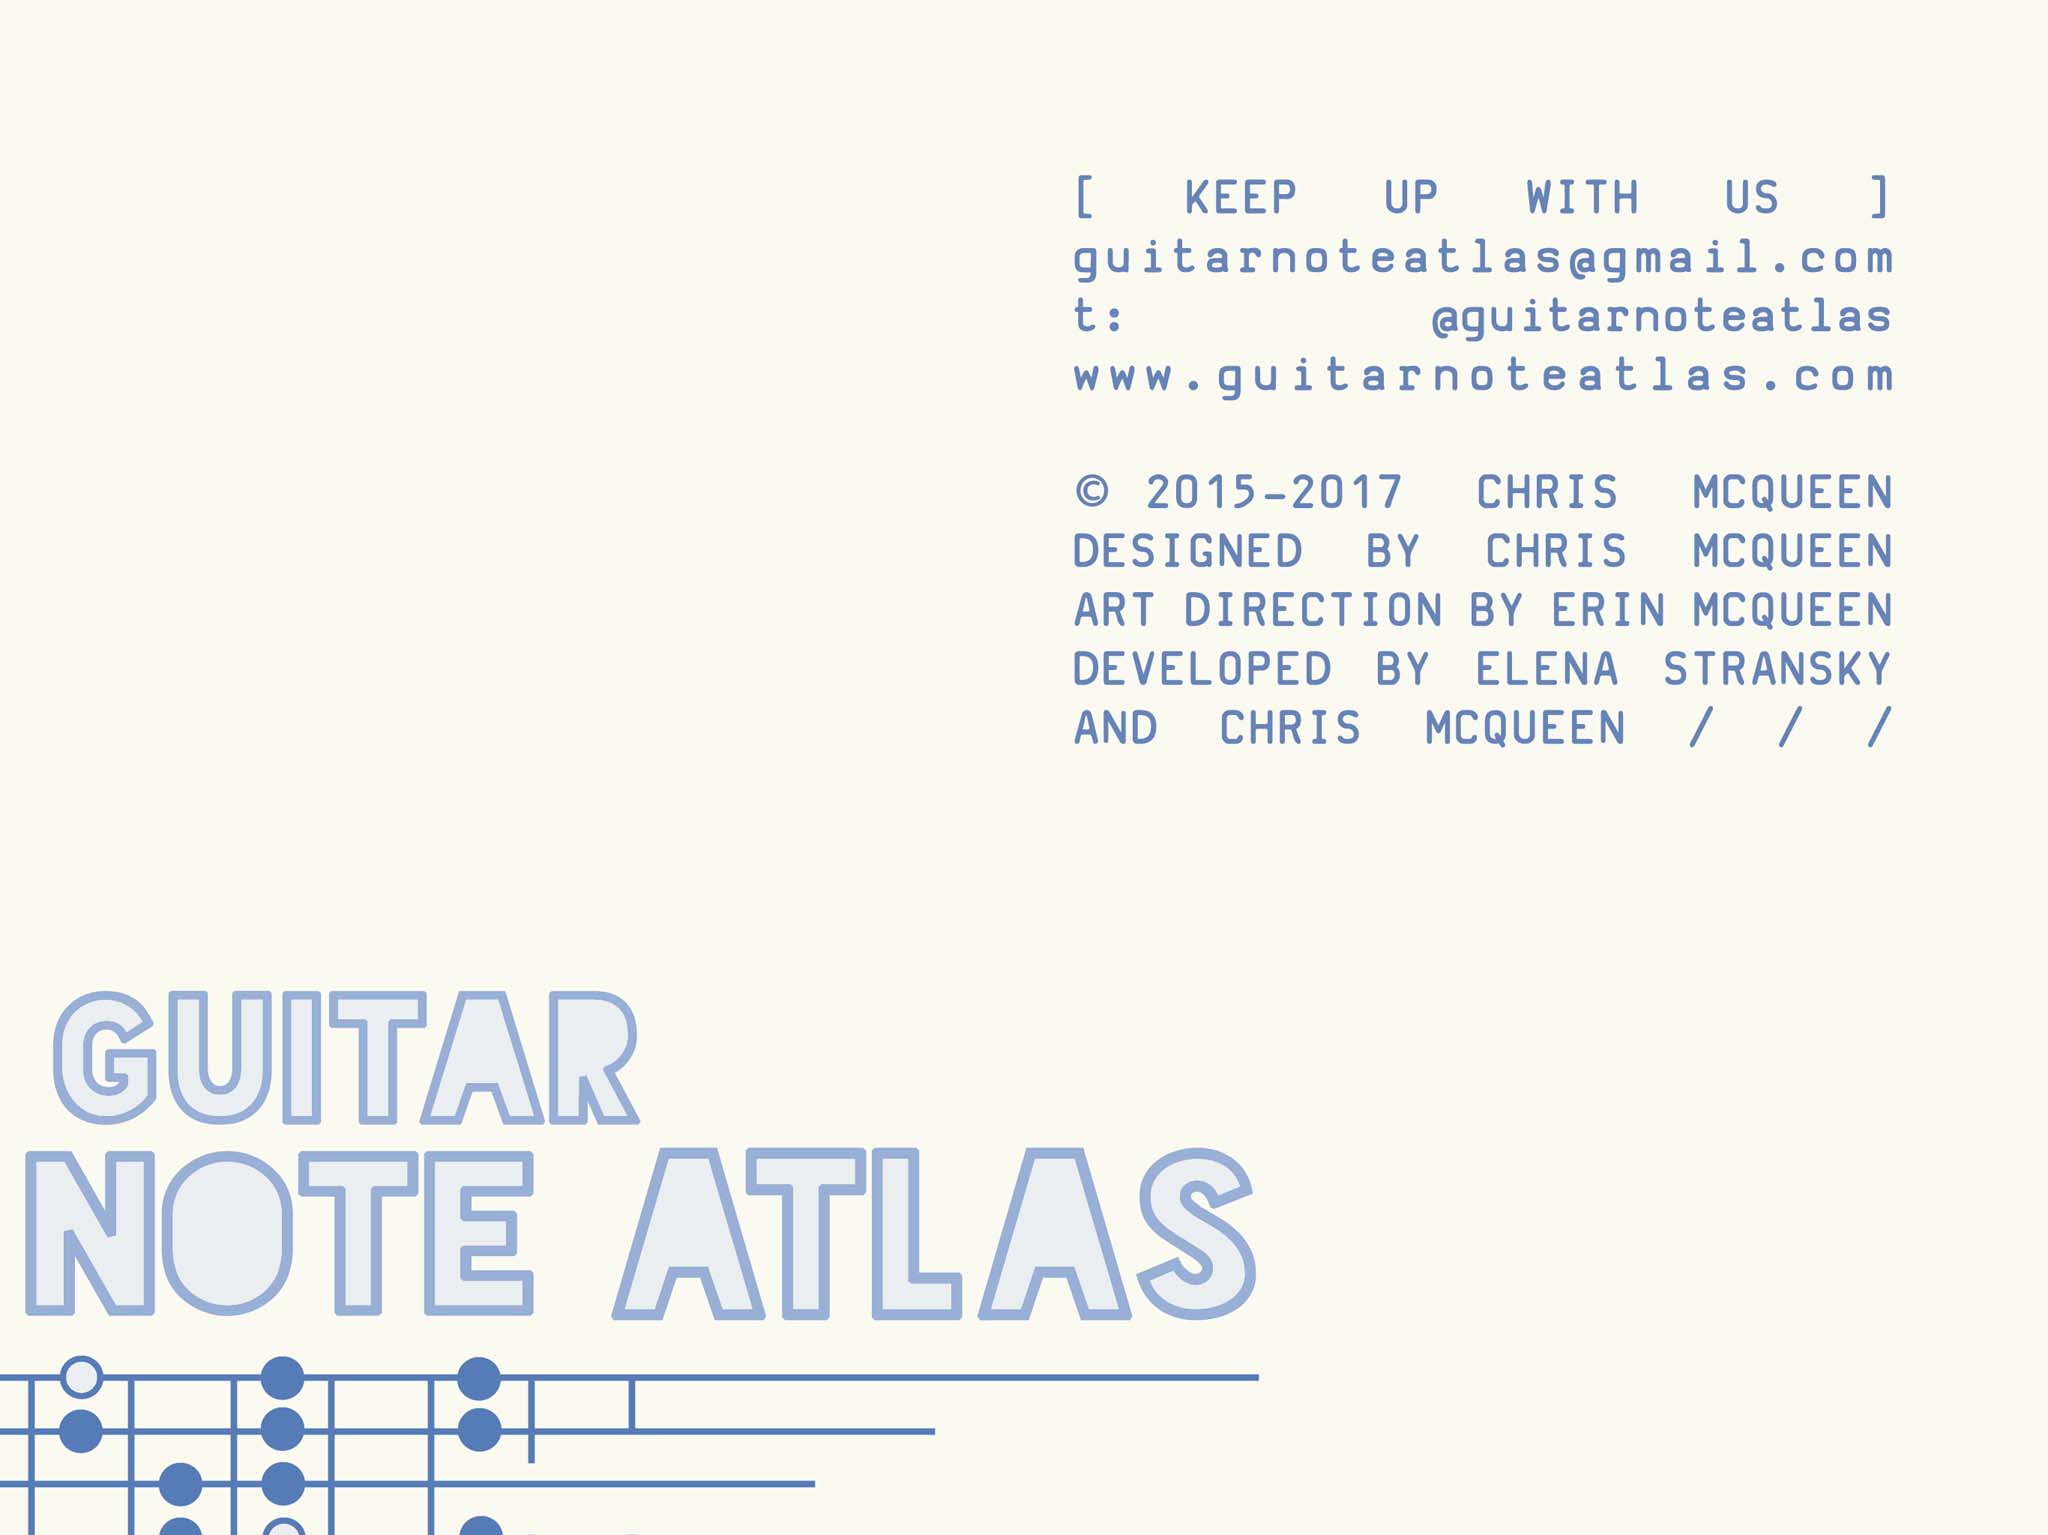 [ KEEP UP WITH US ]
guitarnoteatlas@gmail.com
t: @guitarnoteatlas
www.guitarnoteatlas.com
© 2015-2017 CHRIS MCQUEEN
DESIGNED BY CHRIS MCQUEEN
ART DIRECTION BY ERIN MCQUEEN
DEVELOPED BY ELENA STRANSKY
AND CHRIS MCQUEEN / / /
GUITAR
NOTE ATLAS